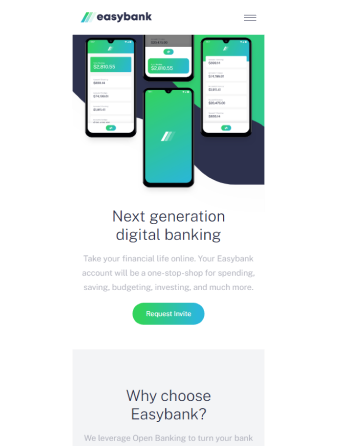 easybank
Next generation
digital banking
Take your financial life online. Your Easybank
account will be a one-stop-shop for spending,
saving, budgeting, investing, and much more.
Request Invite
Why choose
Easybank?
We leverage Open Banking to turn your bank